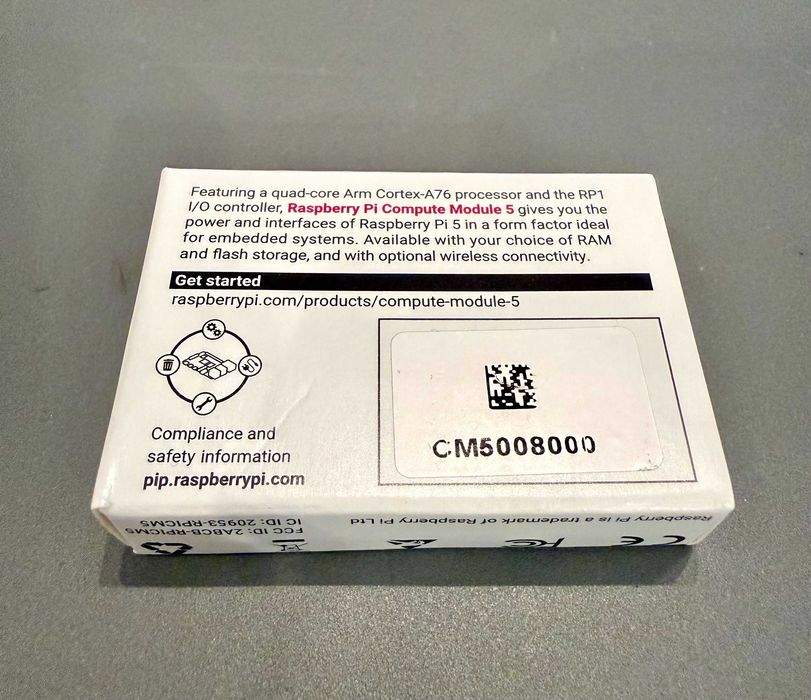 Featuring a quad-core Arm Cortex-A76 processor and the RP1
I/O controller, Raspberry Pi Compute Module 5 gives you the
power and interfaces of Raspberry Pi 5 in a form factor ideal
for embedded systems. Available with your choice of RAM
and flash storage, and with optional wireless connectivity.
Get started
raspberrypi.com/products/compute-module-5
CM5008000
Compliance and
safety information
pip.raspberrypi.com
Raspberry Pi is a trademark of Raspberry Pi Ltd
FCC ID: 2ABCB-RPICM5
IC ID: 20953-RPICM5
CE
FC